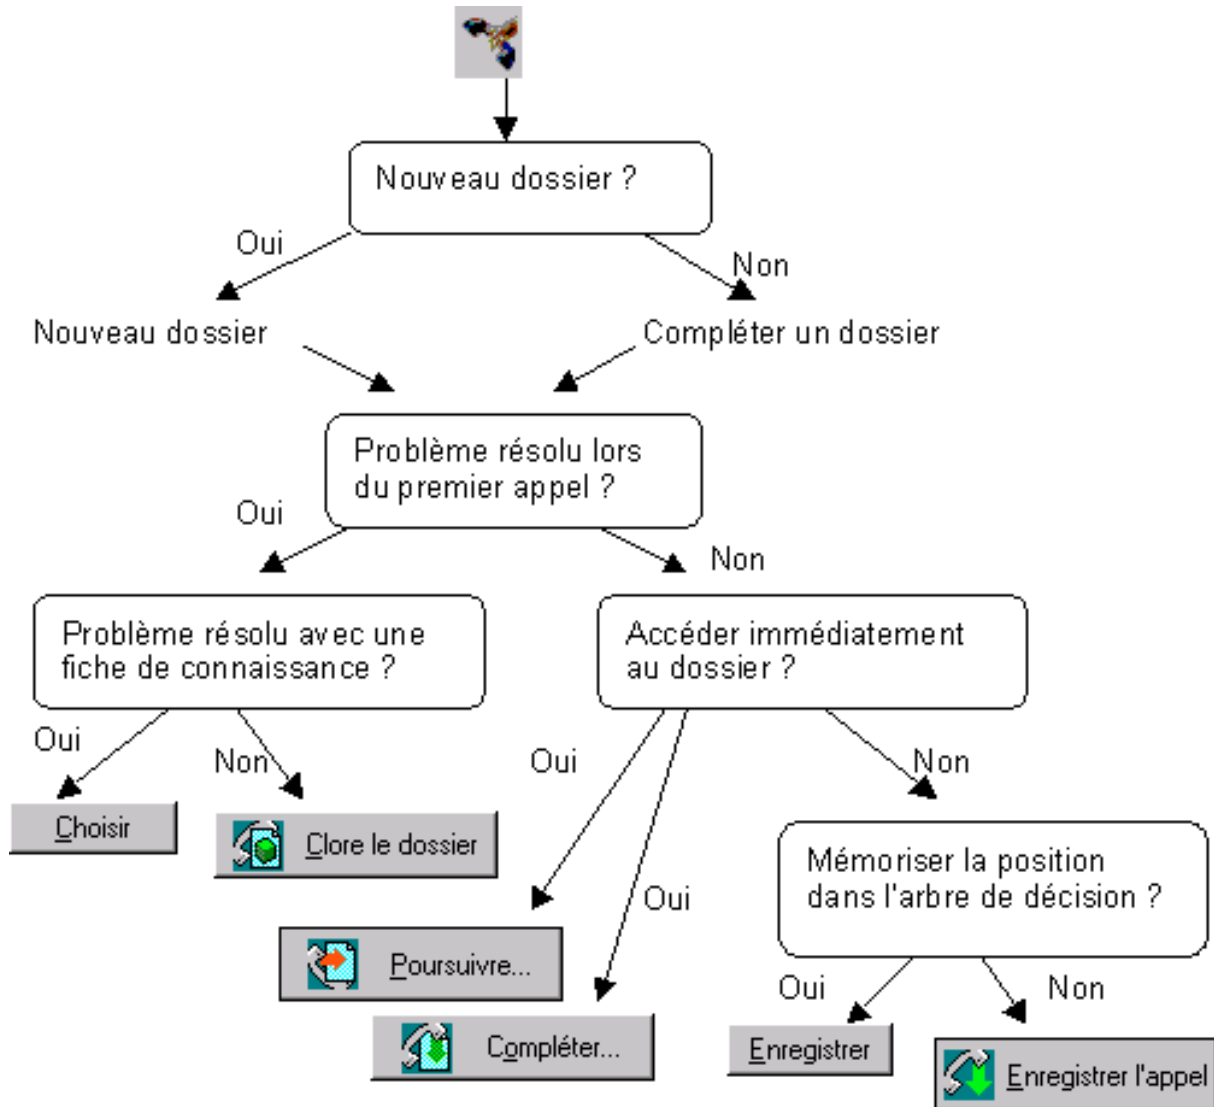 Nouveau dossier ?
Oui
Non
Nouveau dossier
Compléter un dossier
Problème résolu lors
du premier appel ?
Oui
Non
Problème résolu avec une
fiche de connaissance ?
Accéder immédiatement
au dossier ?
Oui
Non
Oui
Non
Choisir
Clore le dossier
Mémoriser la position
dans l'arbre de décision ?
Oui
Poursuivre...
Oui
Non
Compléter...
Enregistrer
Enregistrer l'appel